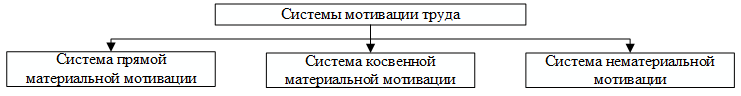 Системы мотивации труда
Система прямой
материальной мотивации
Система косвенной
материальной мотивации
Система нематериальной
мотивации